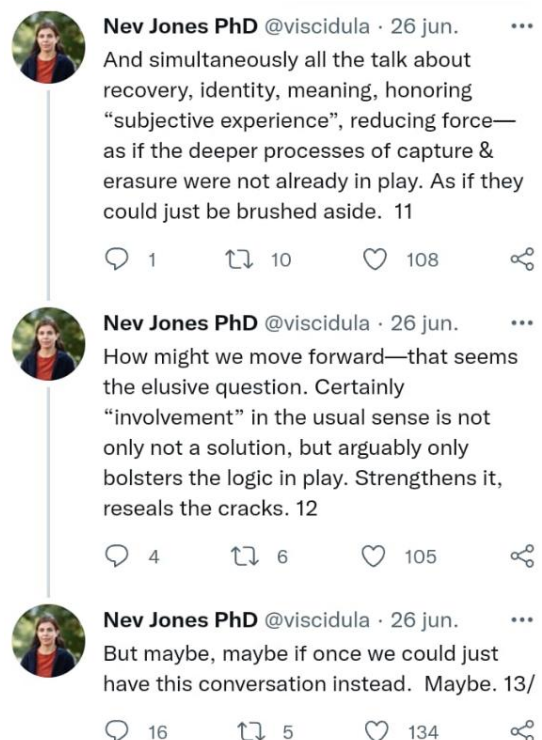 Nev Jones PhD @viscidula · 26 jun.
And simultaneously all the talk about
recovery, identity, meaning, honoring
“subjective experience”, reducing force—
as if the deeper processes of capture &
erasure were not already in play. As if they
could just be brushed aside. 11
1 10 108
Nev Jones PhD @viscidula · 26 jun.
How might we move forward—that seems
the elusive question. Certainly
“involvement” in the usual sense is not
only not a solution, but arguably only
bolsters the logic in play. Strengthens it,
reseals the cracks. 12
4 6 105
Nev Jones PhD @viscidula · 26 jun.
But maybe, maybe if once we could just
have this conversation instead. Maybe. 13/
16 5 134